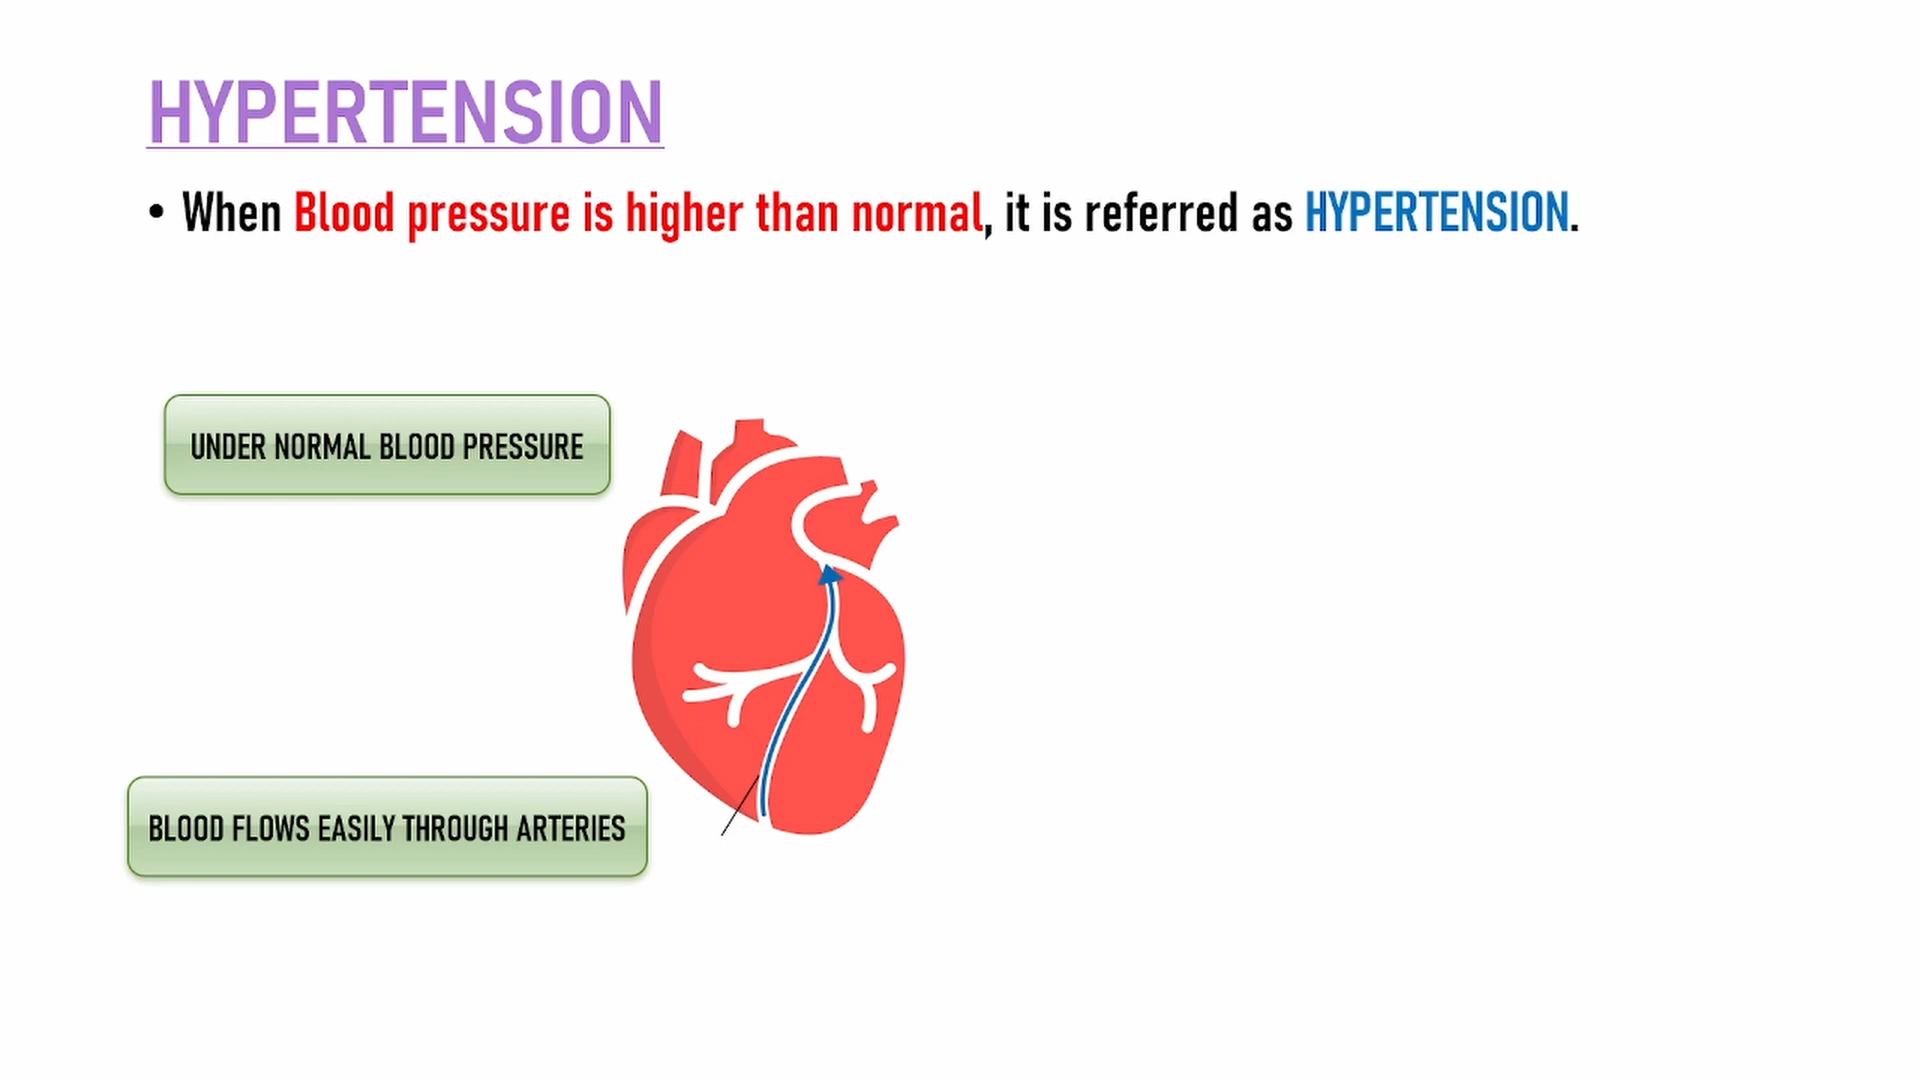 HYPERTENSION
• When Blood pressure is higher than normal, it is referred as HYPERTENSION.
UNDER NORMAL BLOOD PRESSURE
BLOOD FLOWS EASILY THROUGH ARTERIES